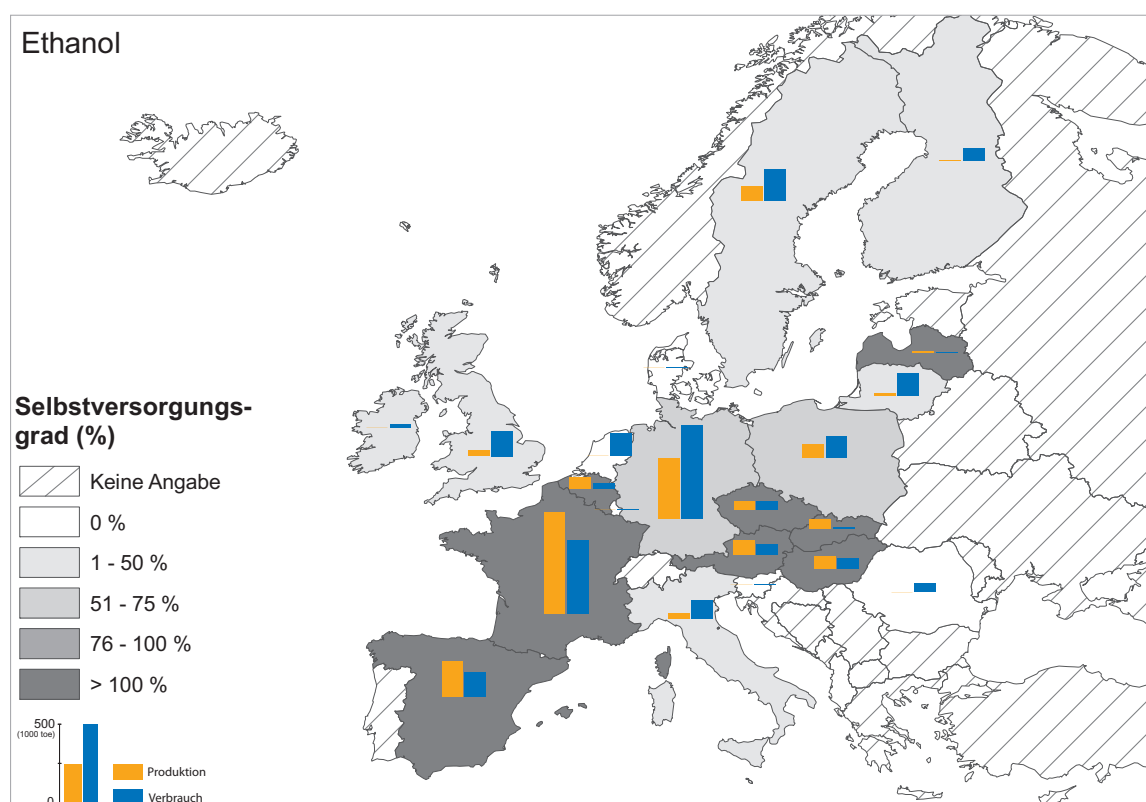 Ethanol
Selbstversorgungs-
grad (%)
Keine Angabe
0 %
1 - 50 %
51 - 75 %
76 - 100 %
> 100 %
500
(1000 toe)
0
Produktion
Verbrauch